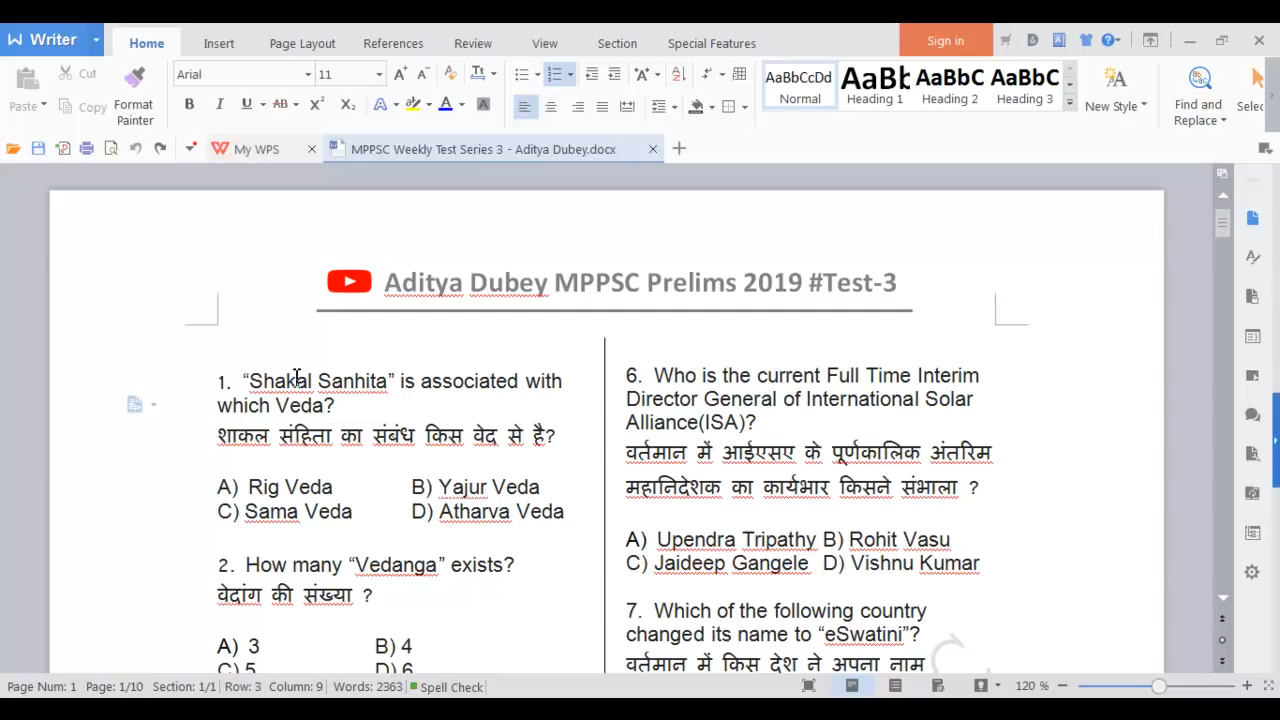 Writer
Home
Insert
Page Layout
References
Review
View
Section
Special Features
Sign in
Paste
Cut
Copy
Format
Painter
Arial
11
AaBbCcDd
Normal
AaBb
Heading 1
AaBbC
Heading 2
AaBbC
Heading 3
New Style
Find and
Replace
Selec
My WPS
MPPSC Weekly Test Series 3 - Aditya Dubey.docx
Aditya Dubey MPPSC Prelims 2019 #Test-3
1. “Shakal Sanhita” is associated with
which Veda?
शाकल संहिता का संबंध किस वेद से है?
A) Rig Veda B) Yajur Veda
C) Sama Veda D) Atharva Veda
2. How many “Vedanga” exists?
वेदांग की संख्या ?
A) 3 B) 4
C) 5 D) 6
6. Who is the current Full Time Interim
Director General of International Solar
Alliance(ISA)?
वर्तमान में आईएसए के पूर्णकालिक अंतरिम
महानिदेशक का कार्यभार किसने संभाला ?
A) Upendra Tripathy B) Rohit Vasu
C) Jaideep Gangele D) Vishnu Kumar
7. Which of the following country
changed its name to “eSwatini”?
वर्तमान में किस देश ने अपना नाम
Page Num: 1 Page: 1/10 Section: 1/1 Row: 3 Column: 9 Words: 2363 Spell Check
120 %